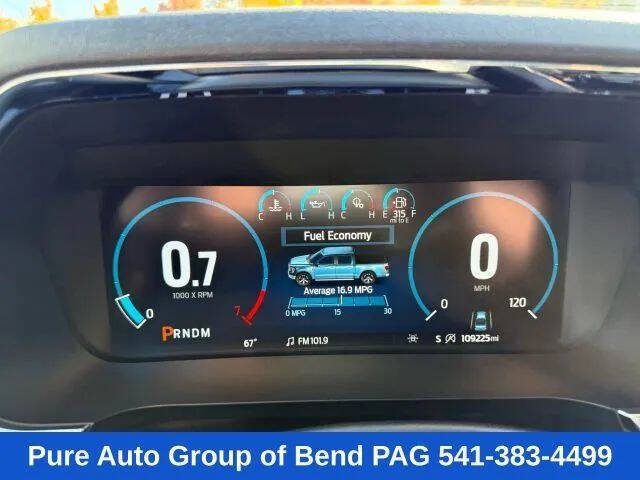 C H L H C H E 315 F
mi to E
Fuel Economy
0.7
1000 X RPM
0 7
PRNDM
Average 16.9 MPG
0 MPG 15 30
0
MPH
0 120
67° FM101.9 S 109225mi
Pure Auto Group of Bend PAG 541-383-4499